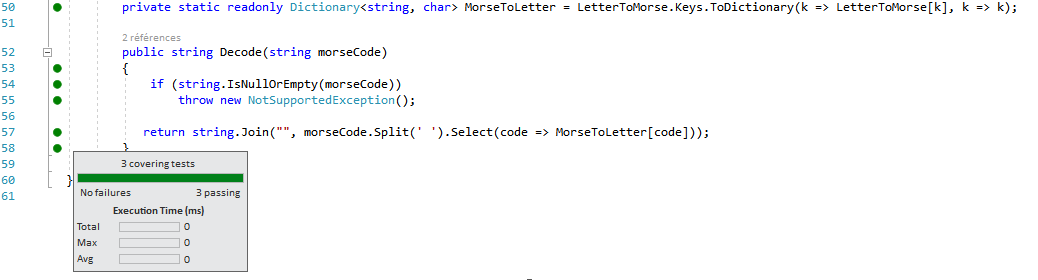 50 private static readonly Dictionary<string, char> MorseToLetter = LetterToMorse.Keys.ToDictionary(k => LetterToMorse[k], k => k);
51
2 références
52 public string Decode(string morseCode)
53 {
54 if (string.IsNullOrEmpty(morseCode))
55 throw new NotSupportedException();
56
57 return string.Join("", morseCode.Split(' ').Select(code => MorseToLetter[code]));
58 }
59
60 }
61
3 covering tests
No failures 3 passing
Execution Time (ms)
Total 0
Max 0
Avg 0